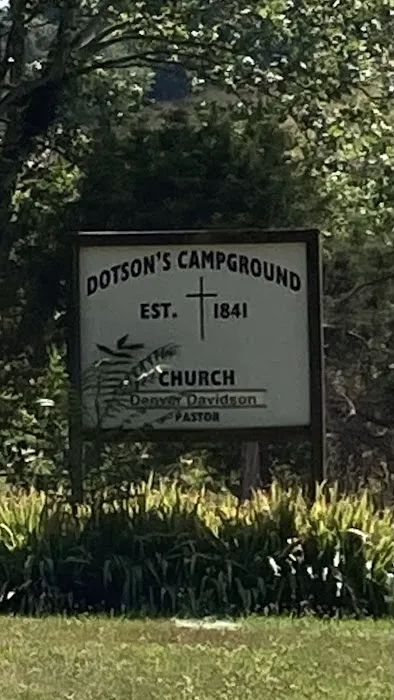 DOTSON'S CAMPGROUND
EST. 1841
CHURCH
Denver Davidson
PASTOR